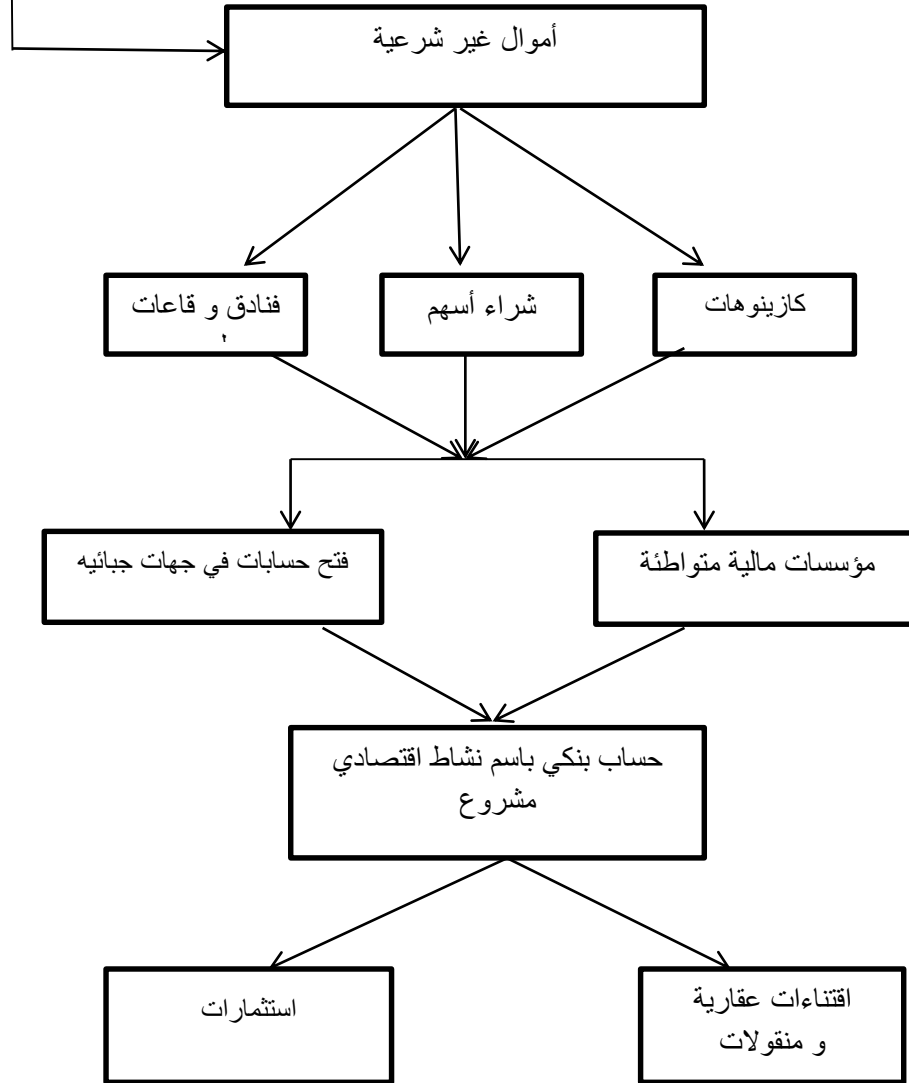 أموال غير شرعية
كازينوهات
شراء أسهم
فنادق و قاعات
مؤسسات مالية متواطئة
فتح حسابات في جهات جبائيه
حساب بنكي باسم نشاط اقتصادي
مشروع
اقتناءات عقارية
و منقولات
استثمارات